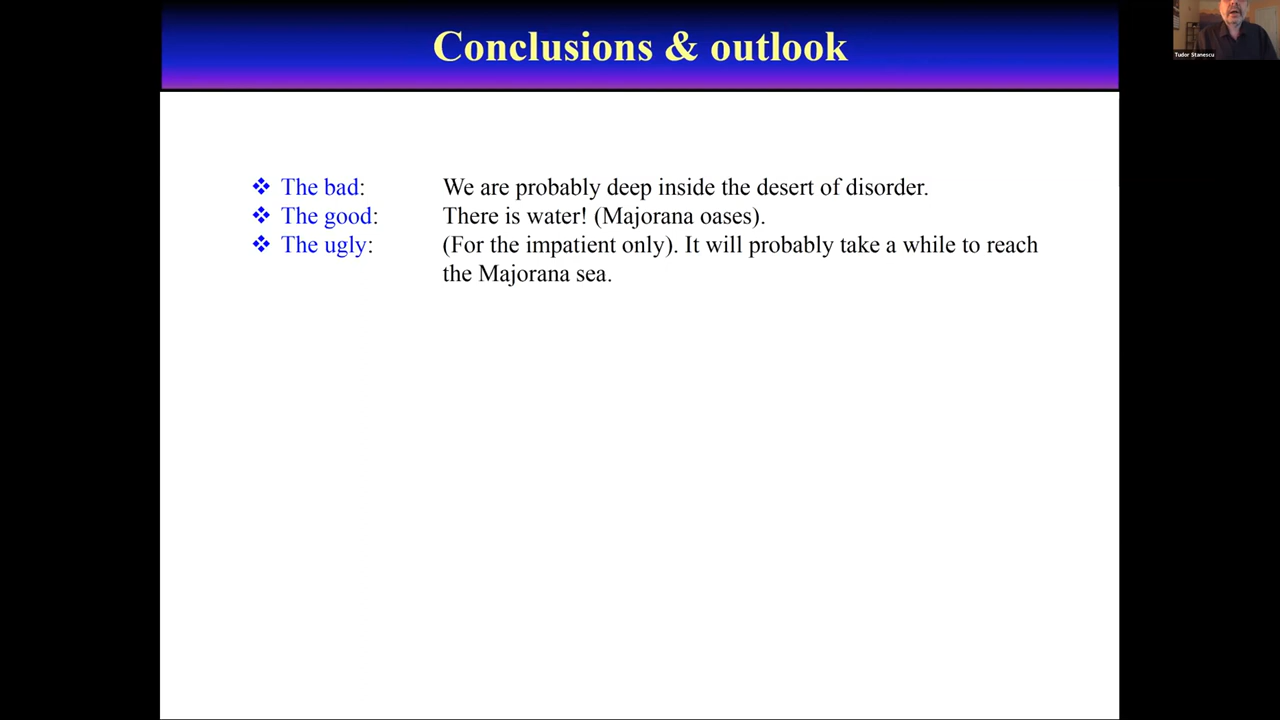 Conclusions & outlook
Tudor Stanescu
❖ The bad: We are probably deep inside the desert of disorder.
❖ The good: There is water! (Majorana oases).
❖ The ugly: (For the impatient only). It will probably take a while to reach
the Majorana sea.